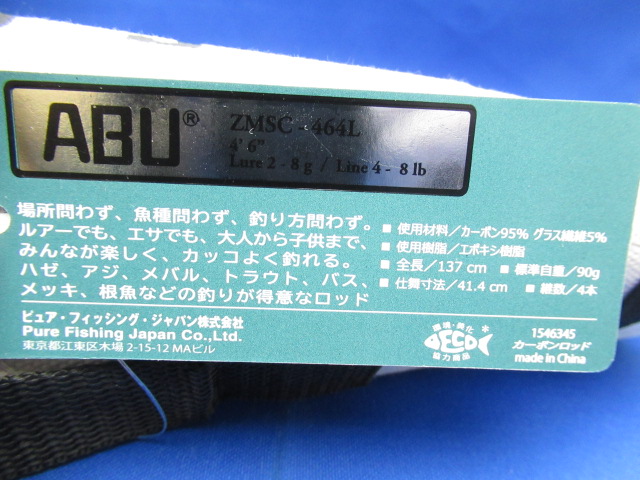 ABU® ZMSC - 464L
4' 6"
Lure 2 - 8 g / Line 4 - 8 lb
場所問わず、魚種問わず、釣り方問わず。
ルアーでも、エサでも、大人から子供まで、
みんなが楽しく、カッコよく釣れる。
ハゼ、アジ、メバル、トラウト、バス、
メッキ、根魚などの釣りが得意なロッド
■ 使用材料/カーボン95% グラス繊維5%
■ 使用樹脂/エポキシ樹脂
■ 全長/137 cm ■ 標準自重/90g
■ 仕舞寸法/41.4 cm ■ 継数/4本
ピュア・フィッシング・ジャパン株式会社
Pure Fishing Japan Co.,Ltd.
東京都江東区木場 2-15-12 MAビル
環境・美化
ECO
協力商品
1546345
カーボンロッド
made in China